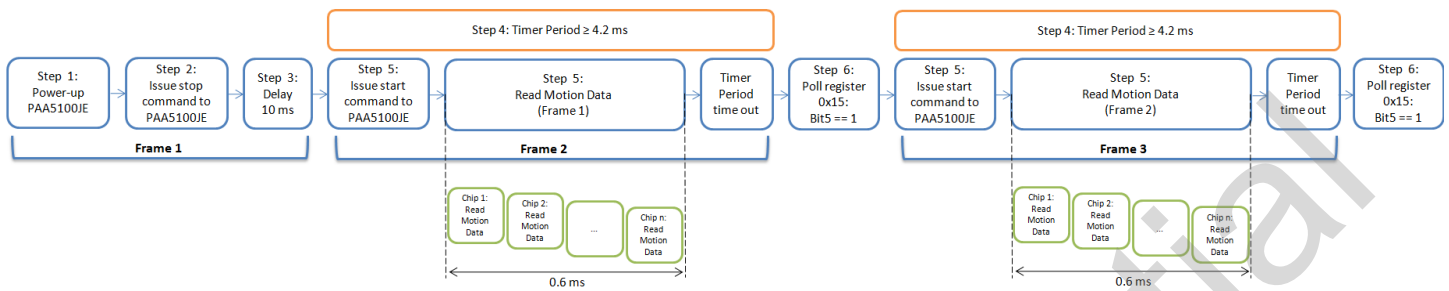 Step 4: Timer Period ≥ 4.2 ms
Step 4: Timer Period ≥ 4.2 ms
Step 1:
Power-up
PAA5100JE
Step 2:
Issue stop
command to
PAA5100JE
Step 3:
Delay
10 ms
Step 5:
Issue start
command to
PAA5100JE
Step 5:
Read Motion Data
(Frame 1)
Timer
Period
time out
Step 6:
Poll register
0x15:
Bit5 == 1
Step 5:
Issue start
command to
PAA5100JE
Step 5:
Read Motion Data
(Frame 2)
Timer
Period
time out
Step 6:
Poll register
0x15:
Bit5 == 1
Frame 1
Frame 2
Frame 3
Chip 1:
Read
Motion
Data
Chip 2:
Read
Motion
Data
...
Chip n:
Read
Motion
Data
Chip 1:
Read
Motion
Data
Chip 2:
Read
Motion
Data
...
Chip n:
Read
Motion
Data
0.6 ms
0.6 ms
tial